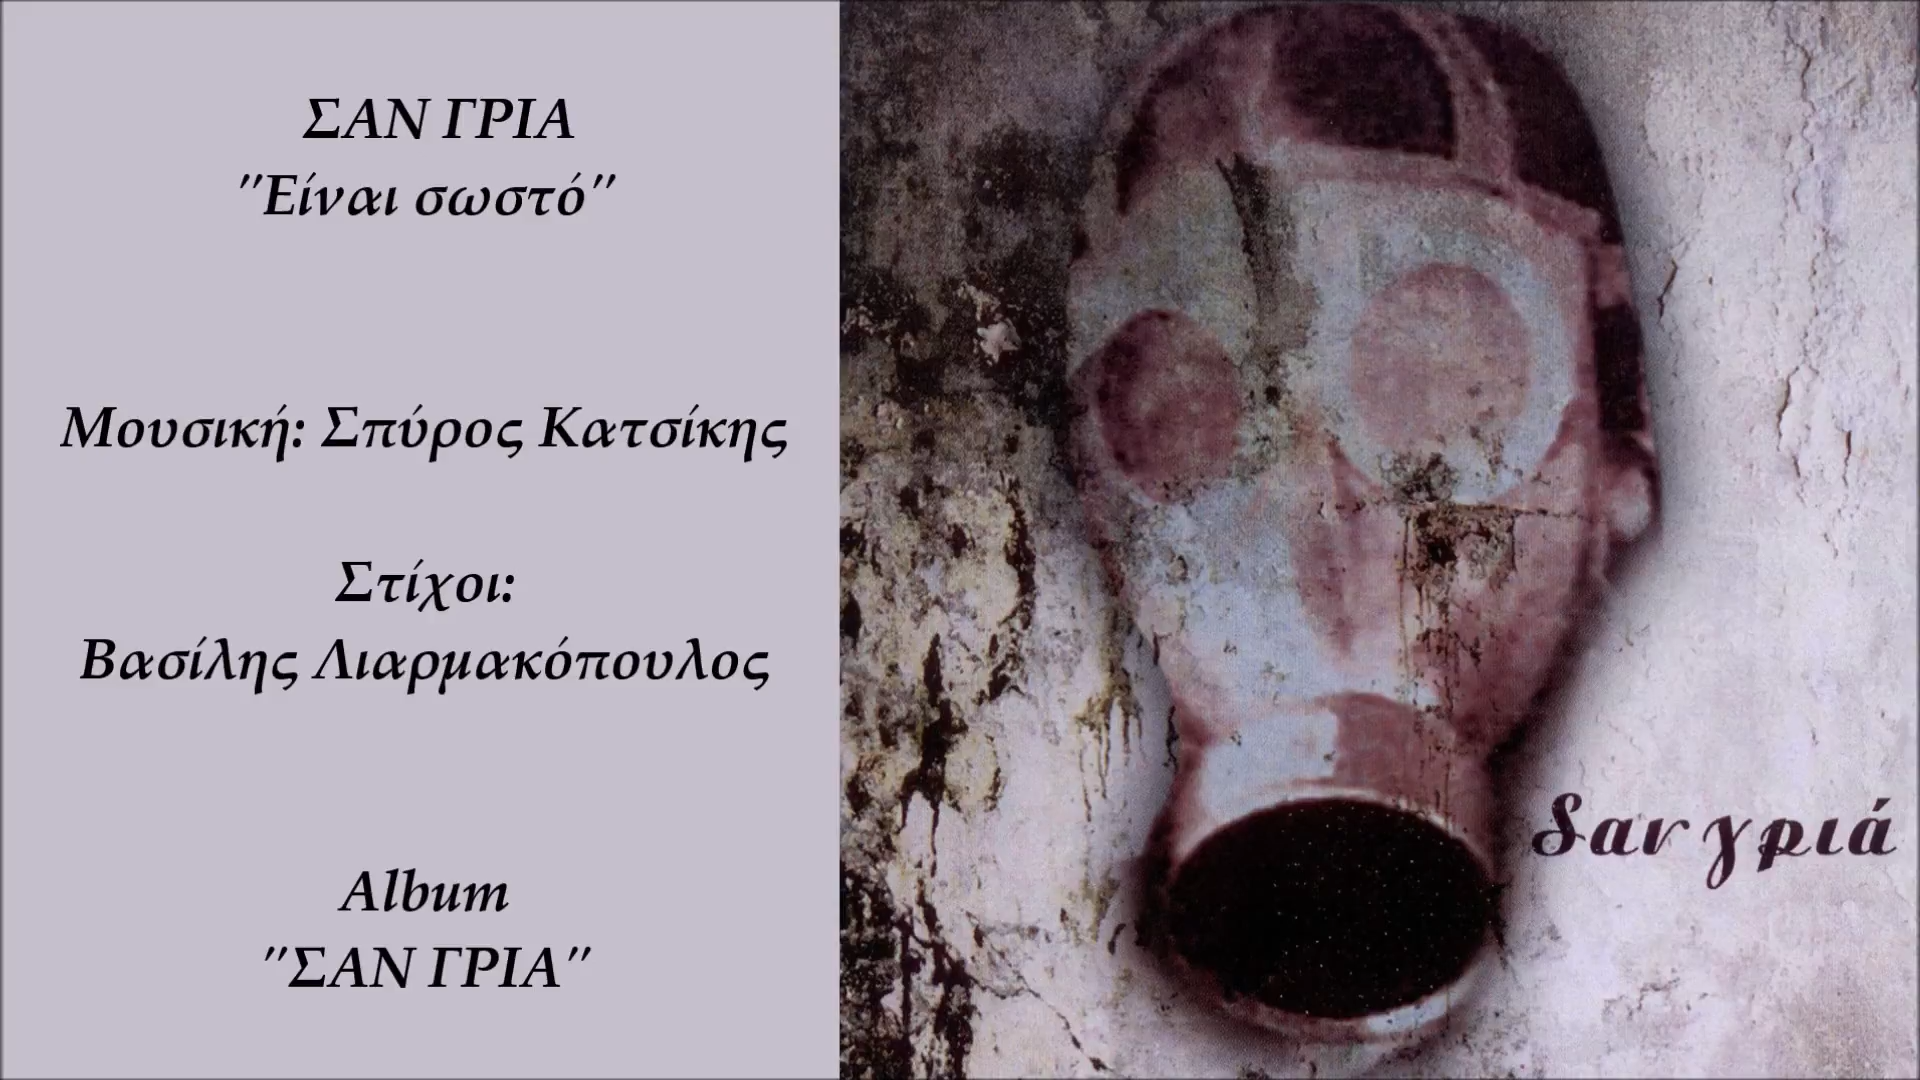 ΣΑΝ ΓΡΙΑ
"Είναι σωστό"
Μουσική: Σπύρος Κατσίκης
Στίχοι:
Βασίλης Λιαρμακόπουλος
Album
"ΣΑΝ ΓΡΙΑ"
Σαν γριά